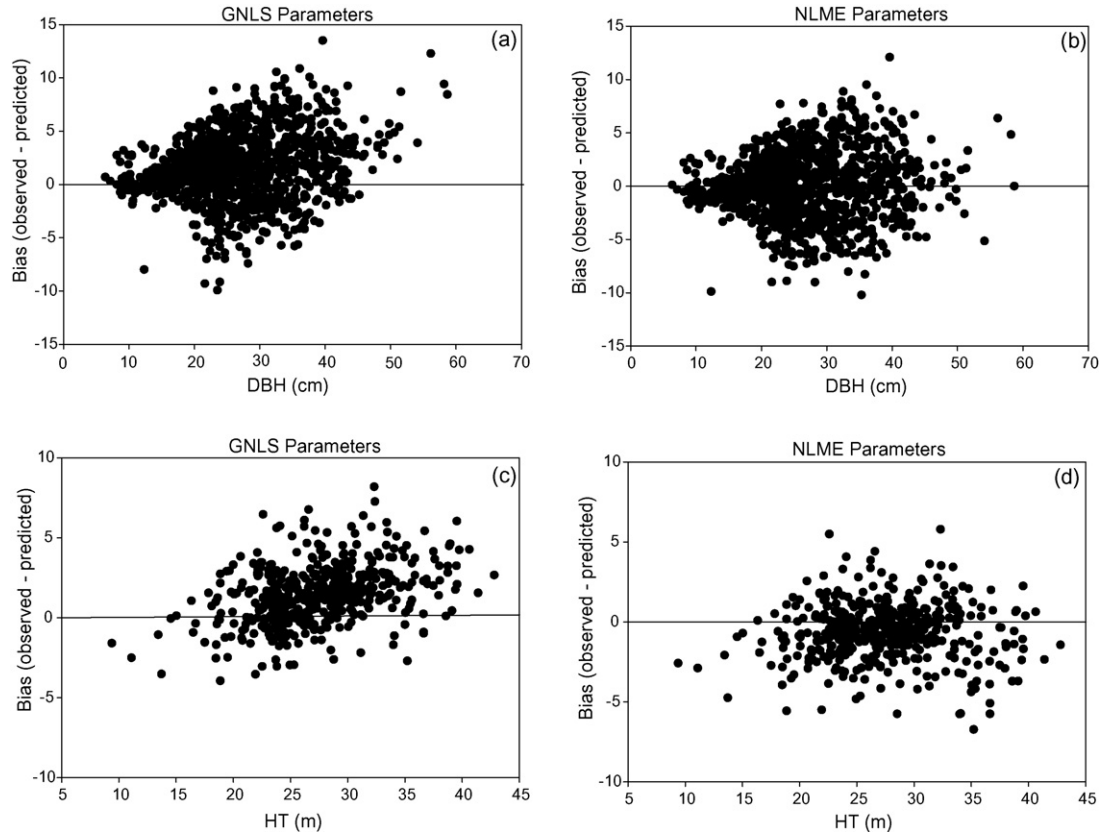 GNLS Parameters
(a)
15
10
5
0
-5
-10
-15
Bias (observed - predicted)
0 10 20 30 40 50 60 70
DBH (cm)
NLME Parameters
(b)
15
10
5
0
-5
-10
-15
Bias (observed - predicted)
0 10 20 30 40 50 60 70
DBH (cm)
GNLS Parameters
(c)
10
5
0
-5
-10
Bias (observed - predicted)
5 10 15 20 25 30 35 40 45
HT (m)
NLME Parameters
(d)
10
5
0
-5
-10
Bias (observed - predicted)
5 10 15 20 25 30 35 40 45
HT (m)